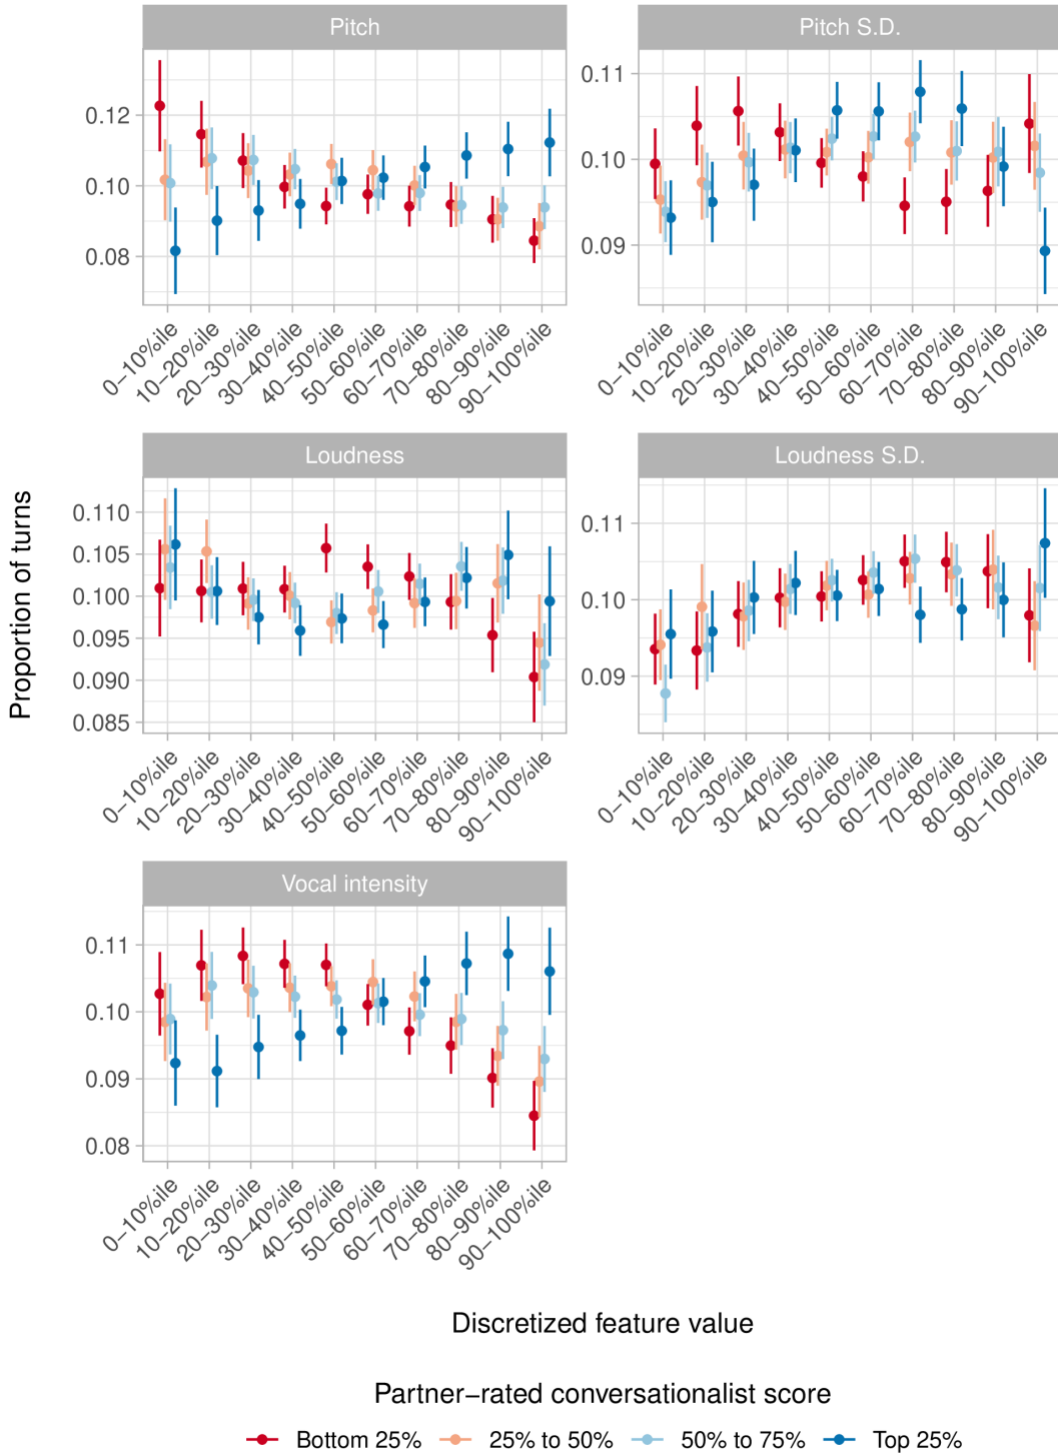 Pitch
Pitch S.D.
0.12
0.10
0.08
0.11
0.10
0.09
0–10%ile
10–20%ile
20–30%ile
30–40%ile
40–50%ile
50–60%ile
60–70%ile
70–80%ile
80–90%ile
90–100%ile
0–10%ile
10–20%ile
20–30%ile
30–40%ile
40–50%ile
50–60%ile
60–70%ile
70–80%ile
80–90%ile
90–100%ile
Proportion of turns
Loudness
Loudness S.D.
0.110
0.105
0.100
0.095
0.090
0.085
0.11
0.10
0.09
0–10%ile
10–20%ile
20–30%ile
30–40%ile
40–50%ile
50–60%ile
60–70%ile
70–80%ile
80–90%ile
90–100%ile
0–10%ile
10–20%ile
20–30%ile
30–40%ile
40–50%ile
50–60%ile
60–70%ile
70–80%ile
80–90%ile
90–100%ile
Vocal intensity
0.11
0.10
0.09
0.08
0–10%ile
10–20%ile
20–30%ile
30–40%ile
40–50%ile
50–60%ile
60–70%ile
70–80%ile
80–90%ile
90–100%ile
Discretized feature value
Partner–rated conversationalist score
Bottom 25% 25% to 50% 50% to 75% Top 25%